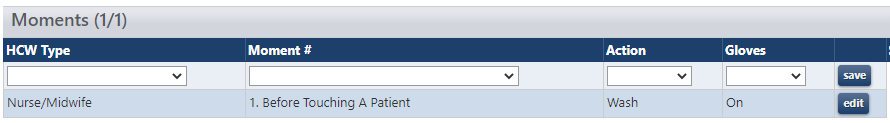 Moments (1/1)
HCW Type Moment # Action Gloves
save
Nurse/Midwife 1. Before Touching A Patient Wash On edit